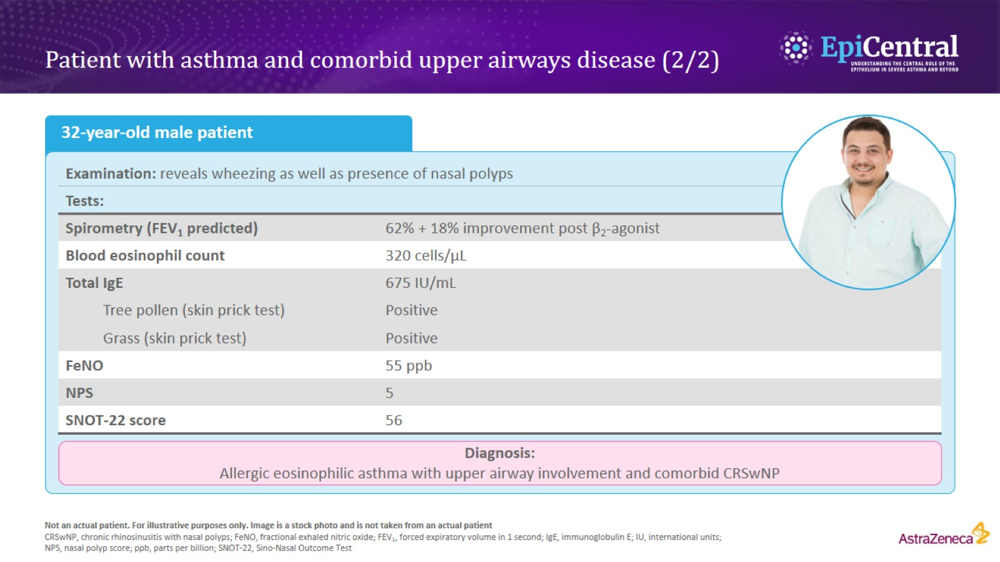 Patient with asthma and comorbid upper airways disease (2/2)
EpiCentral
UNDERSTANDING THE CENTRAL ROLE OF THE
EPITHELIUM IN SEVERE ASTHMA AND BEYOND
32-year-old male patient
Examination: reveals wheezing as well as presence of nasal polyps
Tests:
Spirometry (FEV₁ predicted) 62% + 18% improvement post β₂-agonist
Blood eosinophil count 320 cells/µL
Total IgE 675 IU/mL
Tree pollen (skin prick test) Positive
Grass (skin prick test) Positive
FeNO 55 ppb
NPS 5
SNOT-22 score 56
Diagnosis:
Allergic eosinophilic asthma with upper airway involvement and comorbid CRSwNP
Not an actual patient. For illustrative purposes only. Image is a stock photo and is not taken from an actual patient
CRSwNP, chronic rhinosinusitis with nasal polyps; FeNO, fractional exhaled nitric oxide; FEV₁, forced expiratory volume in 1 second; IgE, immunoglobulin E; IU, international units;
NPS, nasal polyp score; ppb, parts per billion; SNOT-22, Sino-Nasal Outcome Test
AstraZeneca